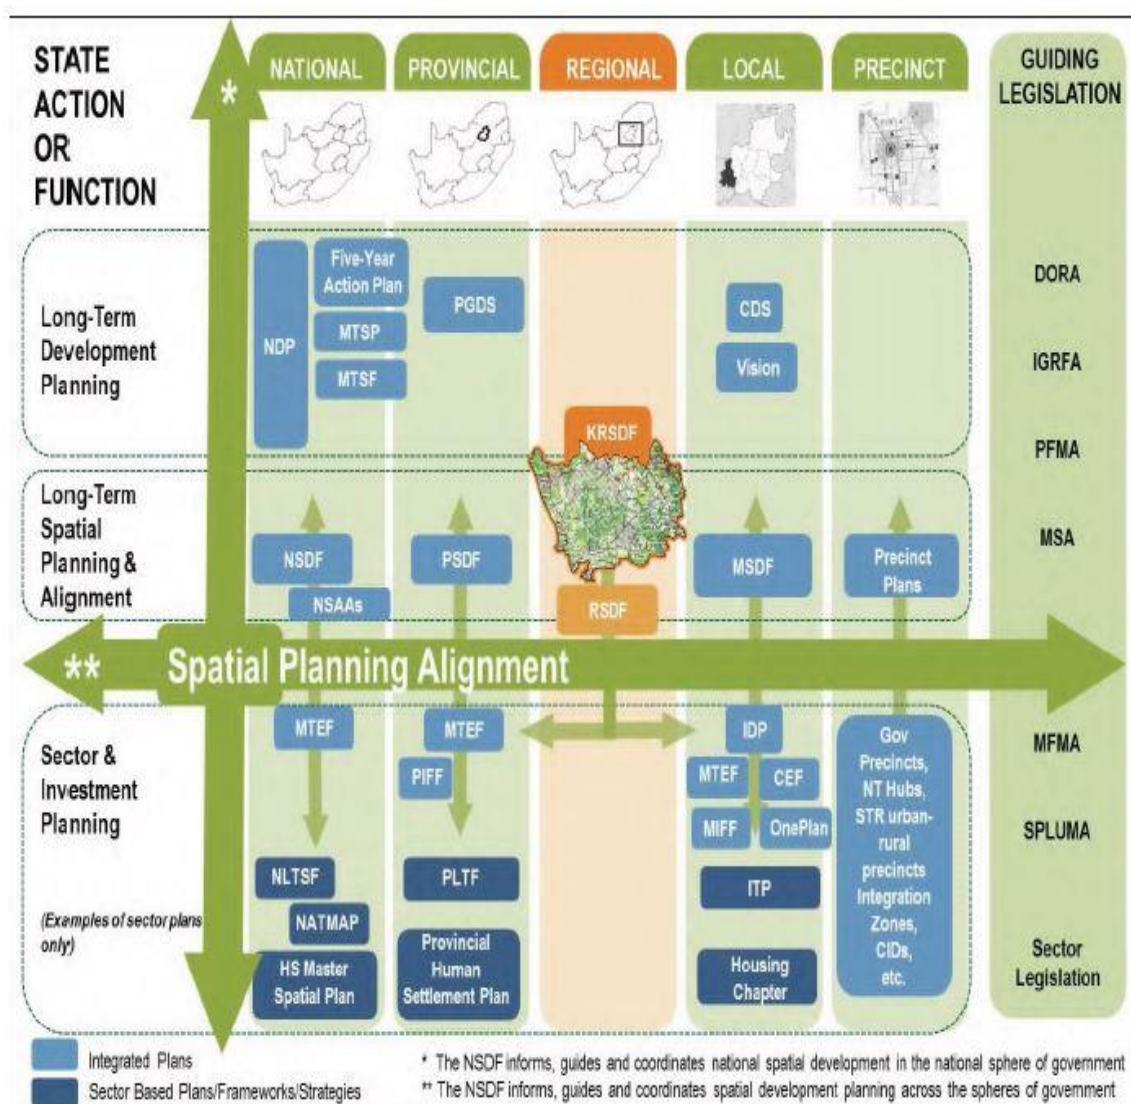 STATE
ACTION
OR
FUNCTION
*
NATIONAL
PROVINCIAL
REGIONAL
LOCAL
PRECINCT
GUIDING
LEGISLATION
Long-Term
Development
Planning
NDP
Five-Year
Action Plan
MTSP
MTSF
PGDS
CDS
Vision
KRSDF
DORA
IGRFA
PFMA
Long-Term
Spatial
Planning &
Alignment
NSDF
NSAAs
PSDF
RSDF
MSDF
Precinct
Plans
MSA
** Spatial Planning Alignment
Sector &
Investment
Planning
(Examples of sector plans
only)
MTEF
NLTSF
NATMAP
HS Master
Spatial Plan
MTEF
PIFF
PLTF
Provincial
Human
Settlement Plan
IDP
MTEF
CEF
MIFF
OnePlan
ITP
Housing
Chapter
Gov
Precincts,
NT Hubs,
STR urban-
rural
precincts
Integration
Zones,
CIDs,
etc.
MFMA
SPLUMA
Sector
Legislation
Integrated Plans
Sector Based Plans/Frameworks/Strategies
* The NSDF informs, guides and coordinates national spatial development in the national sphere of government
** The NSDF informs, guides and coordinates spatial development planning across the spheres of government